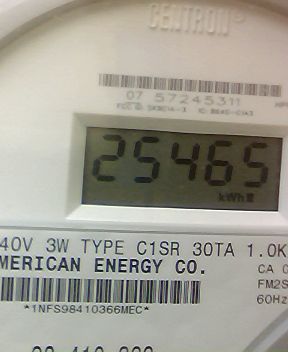 CENTRON®
07 57245311
25465
kWh
40V 3W TYPE C1SR 30TA 1.0K
MERICAN ENERGY CO.
CA 0
FM2S
60Hz
*1NFS98410366MEC*